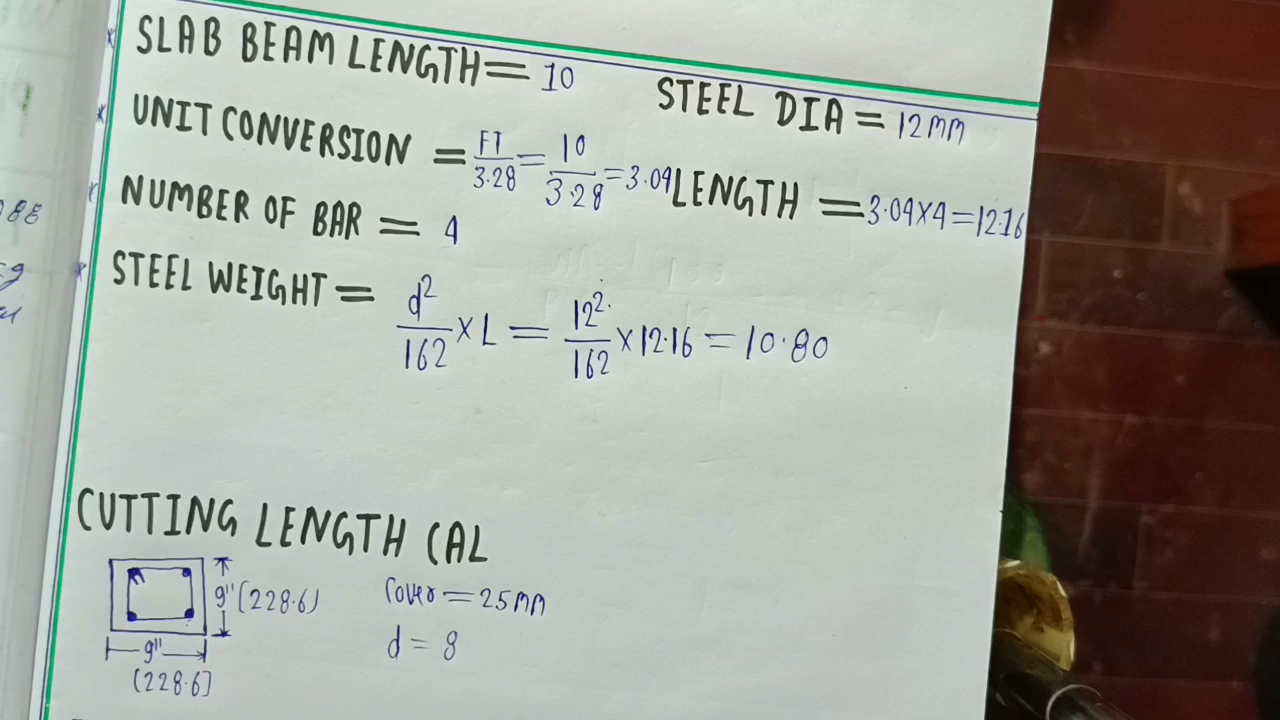 SLAB BEAM LENGTH = 10
STEEL DIA = 12MM
UNIT CONVERSION = FT/3.28 = 10/3.28 = 3.04
LENGTH = 3.04X4 = 12.16
NUMBER OF BAR = 4
STEEL WEIGHT = d²/162 X L = 12²/162 X 12.16 = 10.80
CUTTING LENGTH CAL
9" (228.6)
Cover = 25MM
d = 8
9"
(228.6)